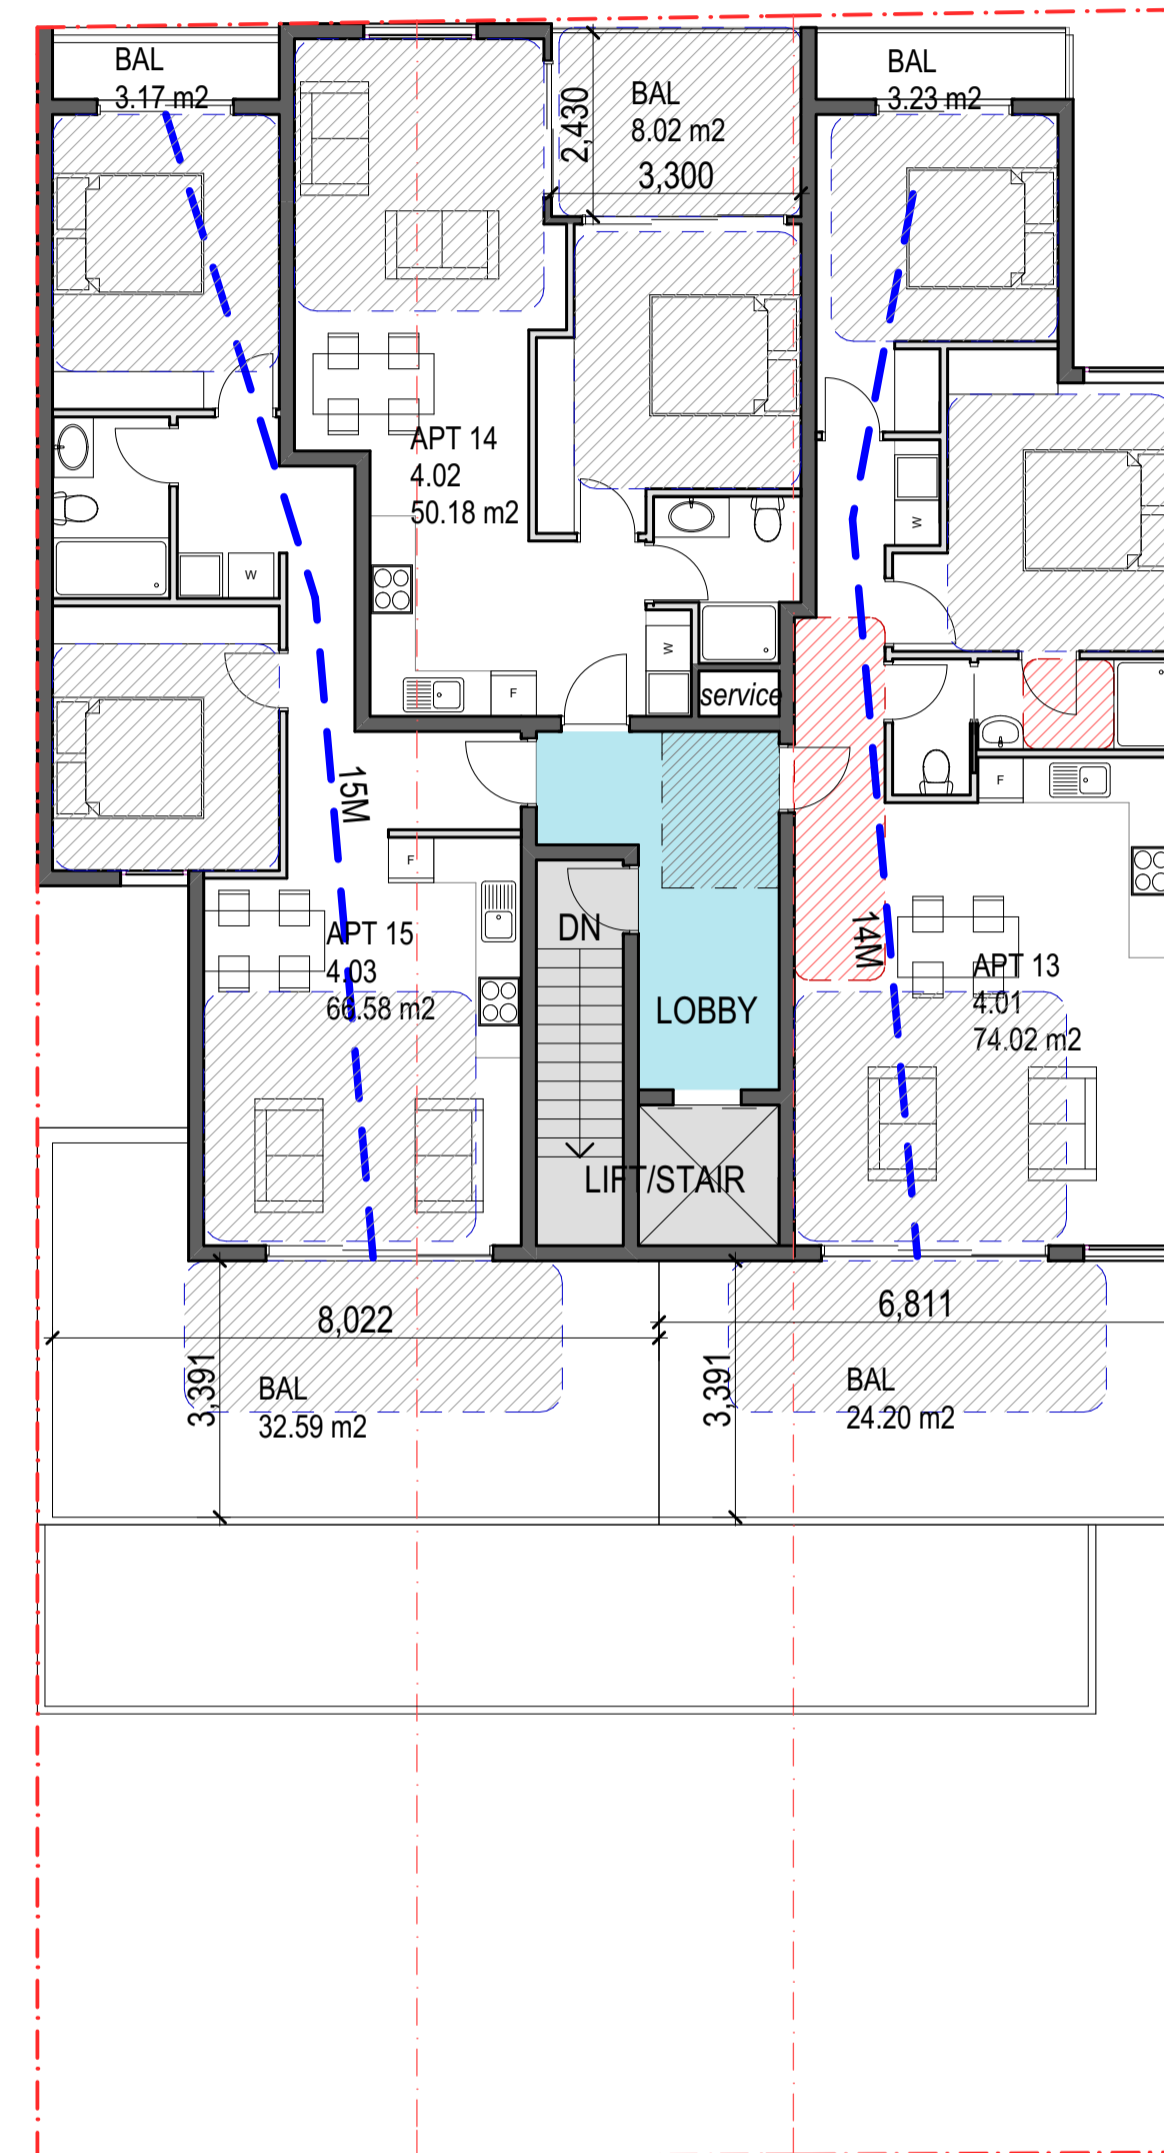 BAL
3.17 m2
BAL
8.02 m2
2,430
3,300
BAL
3.23 m2
APT 14
4.02
50.18 m2
W
W
W
F
service
15M
F
F
DN
APT 15
4.03
66.58 m2
14M
APT 13
4.01
74.02 m2
LOBBY
LIFT/STAIR
8,022
6,811
3,391
3,391
BAL
32.59 m2
BAL
24.20 m2